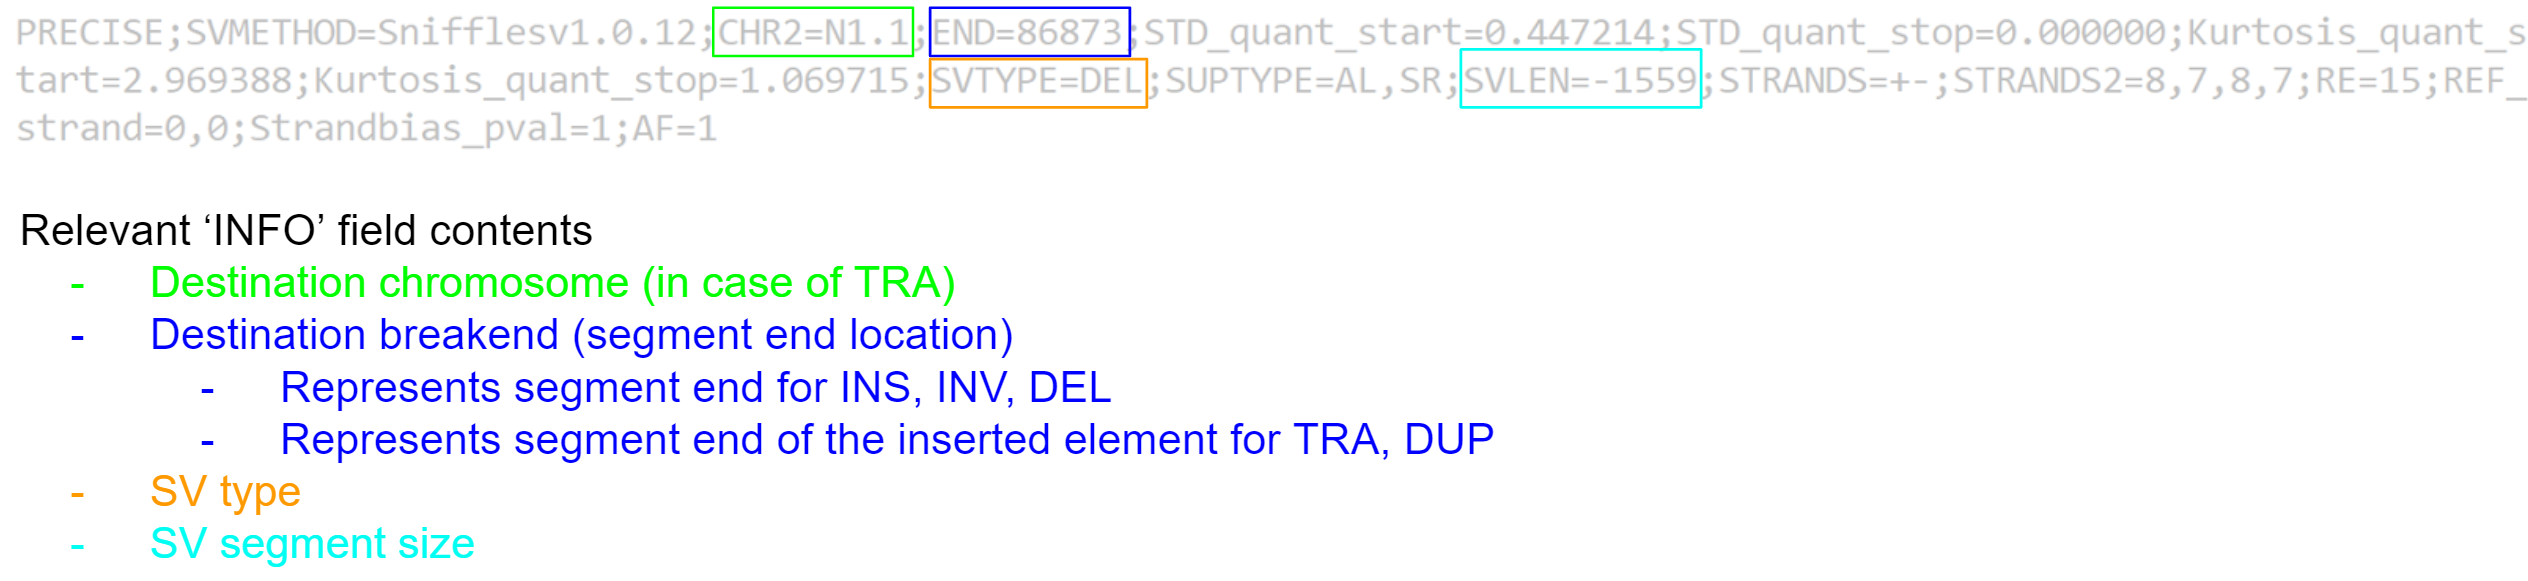 PRECISE;SVMETHOD=Snifflesv1.0.12;CHR2=N1.1;END=86873;STD_quant_start=0.447214;STD_quant_stop=0.000000;Kurtosis_quant_s
tart=2.969388;Kurtosis_quant_stop=1.069715;SVTYPE=DEL;SUPTYPE=AL,SR;SVLEN=-1559;STRANDS=+-;STRANDS2=8,7,8,7;RE=15;REF_
strand=0,0;Strandbias_pval=1;AF=1
Relevant ‘INFO’ field contents
- Destination chromosome (in case of TRA)
- Destination breakend (segment end location)
- Represents segment end for INS, INV, DEL
- Represents segment end of the inserted element for TRA, DUP
- SV type
- SV segment size